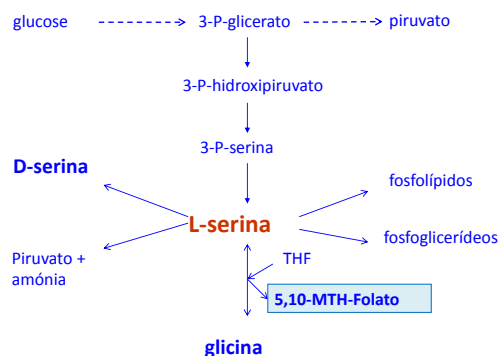 glucose
3-P-glicerato
piruvato
3-P-hidroxipiruvato
3-P-serina
D-serina
fosfolípidos
L-serina
fosfoglicerídeos
Piruvato +
amónia
THF
5,10-MTH-Folato
glicina